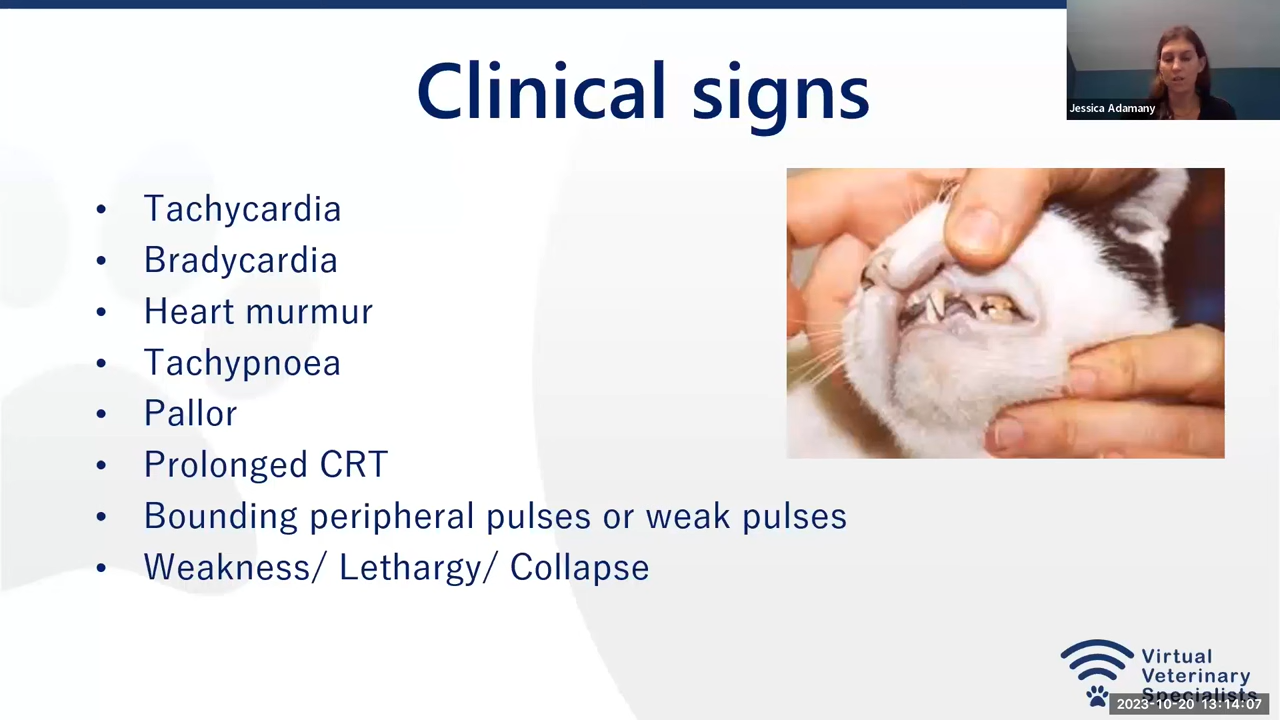 Clinical signs
Jessica Adamany
• Tachycardia
• Bradycardia
• Heart murmur
• Tachypnoea
• Pallor
• Prolonged CRT
• Bounding peripheral pulses or weak pulses
• Weakness/ Lethargy/ Collapse
Virtual
Veterinary
Specialists
2023-10-20 13:14:07